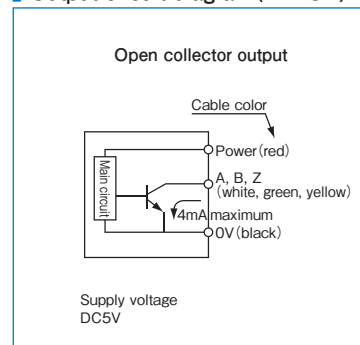 Open collector output
Cable color
Power(red)
Main circuit
A, B, Z
(white, green, yellow)
4mA maximum
0V(black)
Supply voltage
DC5V